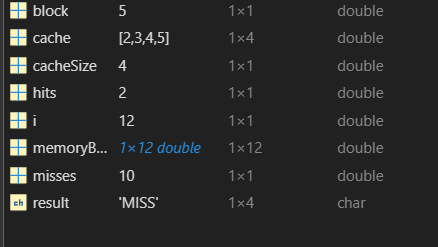 block 5 1×1 double
cache [2,3,4,5] 1×4 double
cacheSize 4 1×1 double
hits 2 1×1 double
i 12 1×1 double
memoryB... 1×12 double 1×12 double
misses 10 1×1 double
ch result 'MISS' 1×4 char